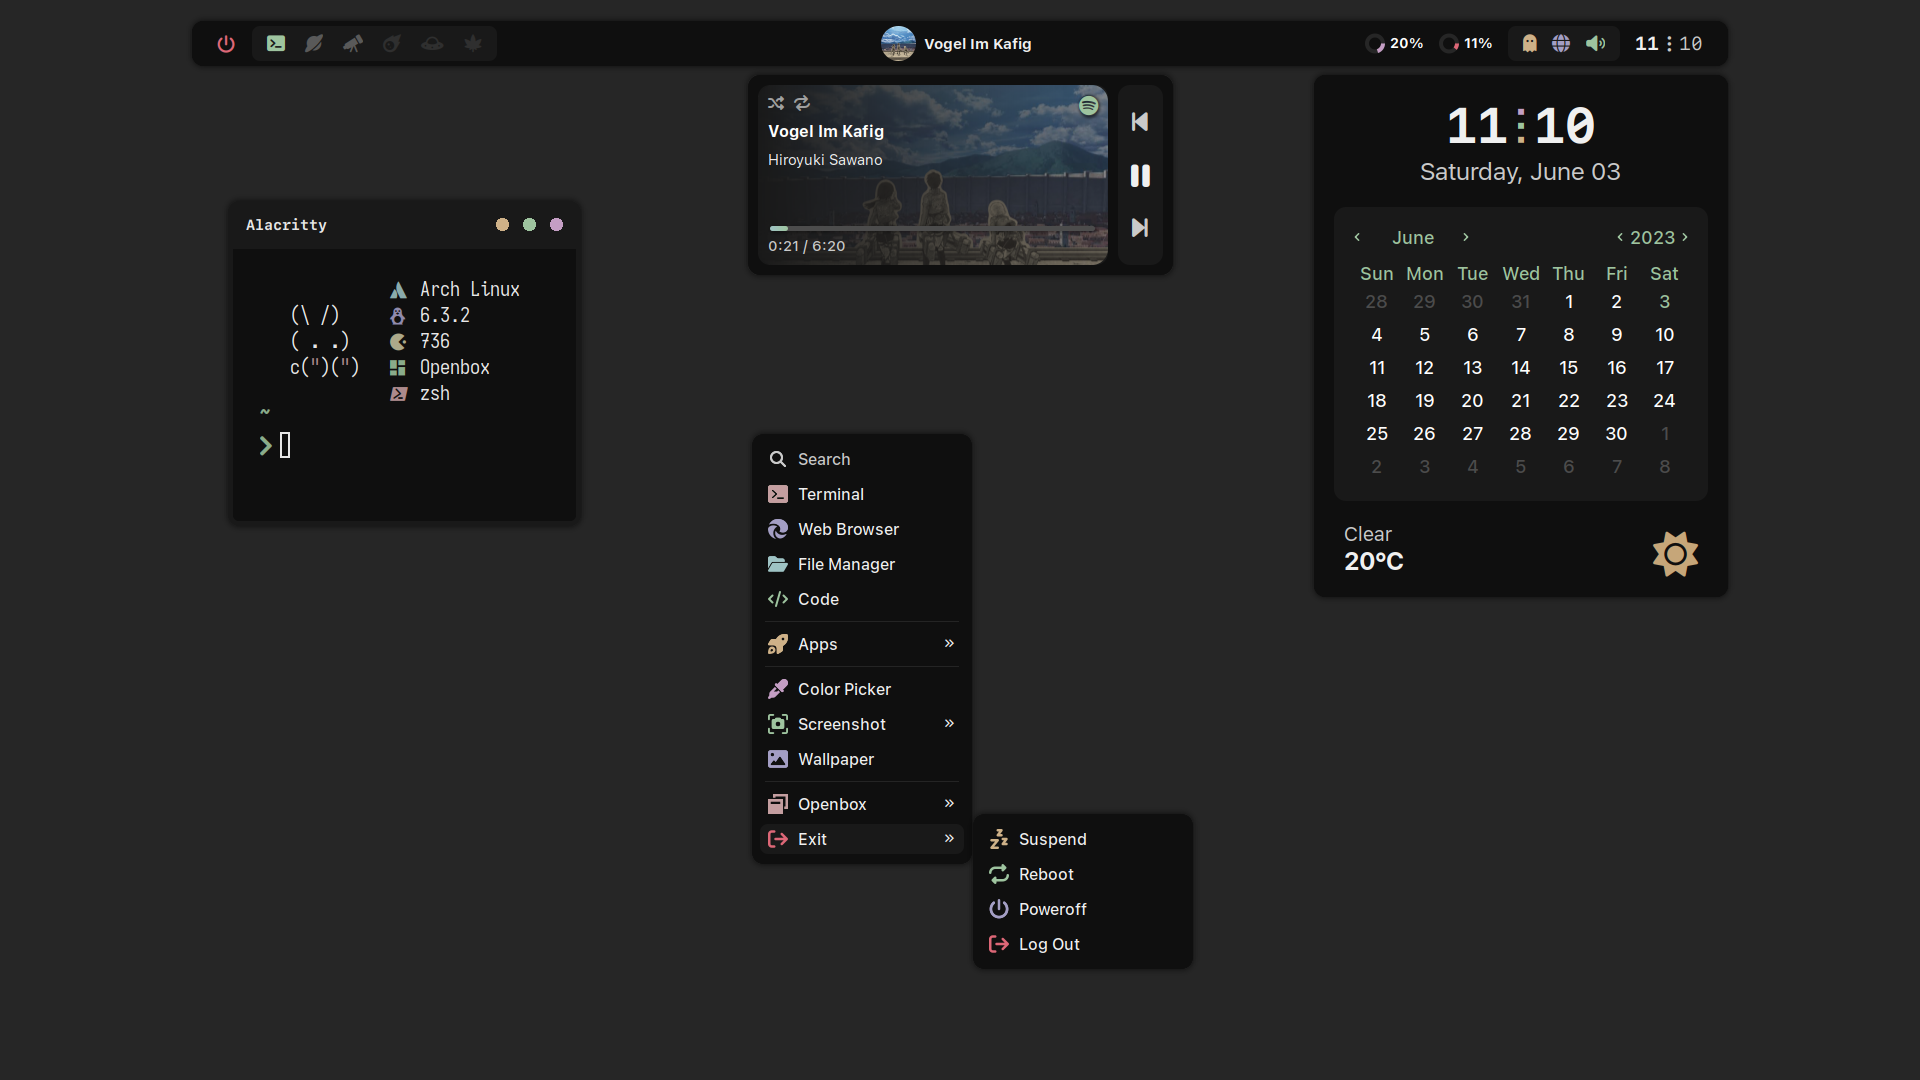 Vogel Im Kafig
20%
11%
11 : 10
Vogel Im Kafig
Hiroyuki Sawano
0:21 / 6:20
11:10
Saturday, June 03
‹ June ›
‹ 2023 ›
Sun Mon Tue Wed Thu Fri Sat
28 29 30 31 1 2 3
4 5 6 7 8 9 10
11 12 13 14 15 16 17
18 19 20 21 22 23 24
25 26 27 28 29 30 1
2 3 4 5 6 7 8
Clear
20°C
Alacritty
(\ /)
( . .)
c(")(")
Arch Linux
6.3.2
736
Openbox
zsh
~
❯
Search
Terminal
Web Browser
File Manager
Code
Apps »
Color Picker
Screenshot »
Wallpaper
Openbox »
Exit »
Suspend
Reboot
Poweroff
Log Out